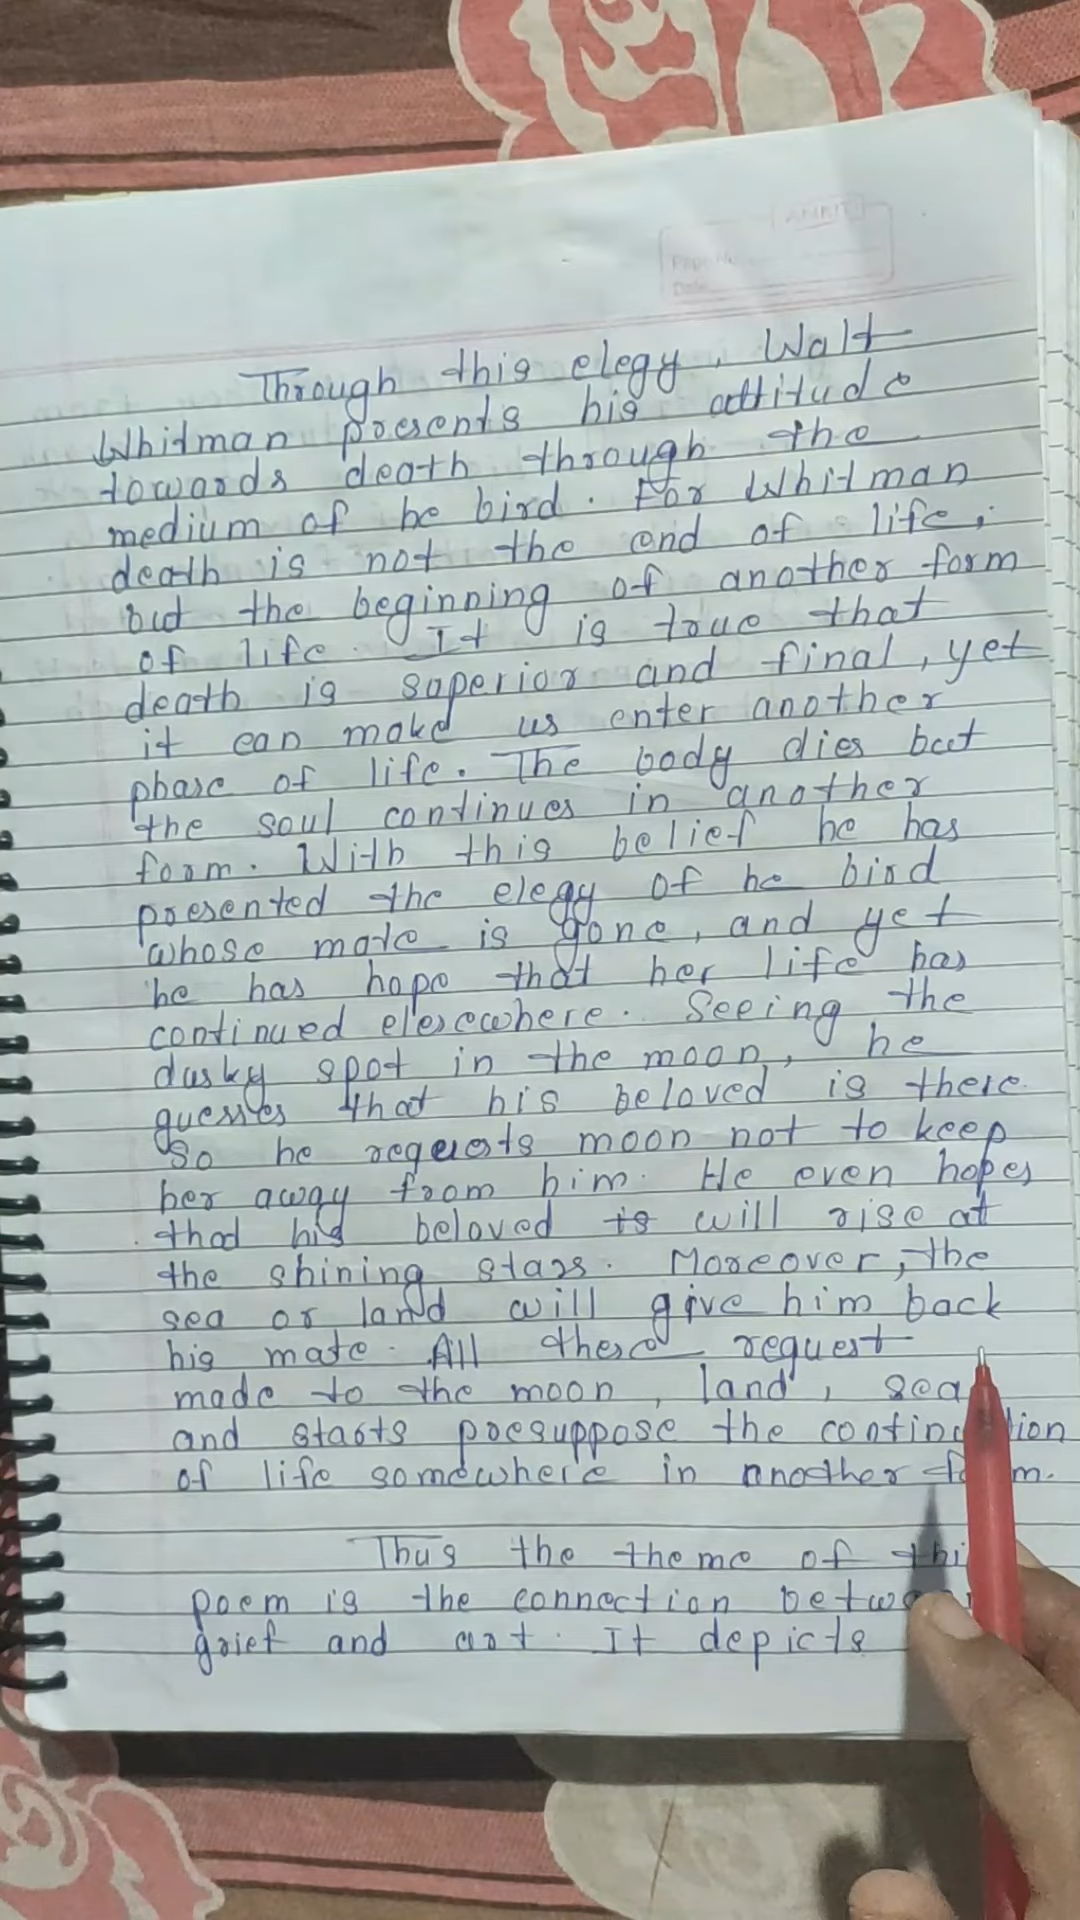 ANKIT
Page No.
Date
Through this elegy, Walt
Whitman presents his attitude
towards death through the
medium of he bird. For Whitman
death is not the end of life,
but the beginning of another form
of life. It is true that
death is superior and final, yet
it can make us enter another
phase of life. The body dies but
the soul continues in another
form. With this belief he has
presented the elegy of he bird
whose mate is gone, and yet
he has hope that her life has
continued elesewhere. Seeing the
dusky spot in the moon, he
guesses that his beloved is there
So he requests moon not to keep
her away from him. He even hopes
that his beloved is will rise at
the shining stars. Moreover, the
sea or land will give him back
his mate. All these request
made to the moon, land, sea
and starts presuppose the
of life somewhere in another
Thus the theme of
poem is the connection
grief and art. It depicts